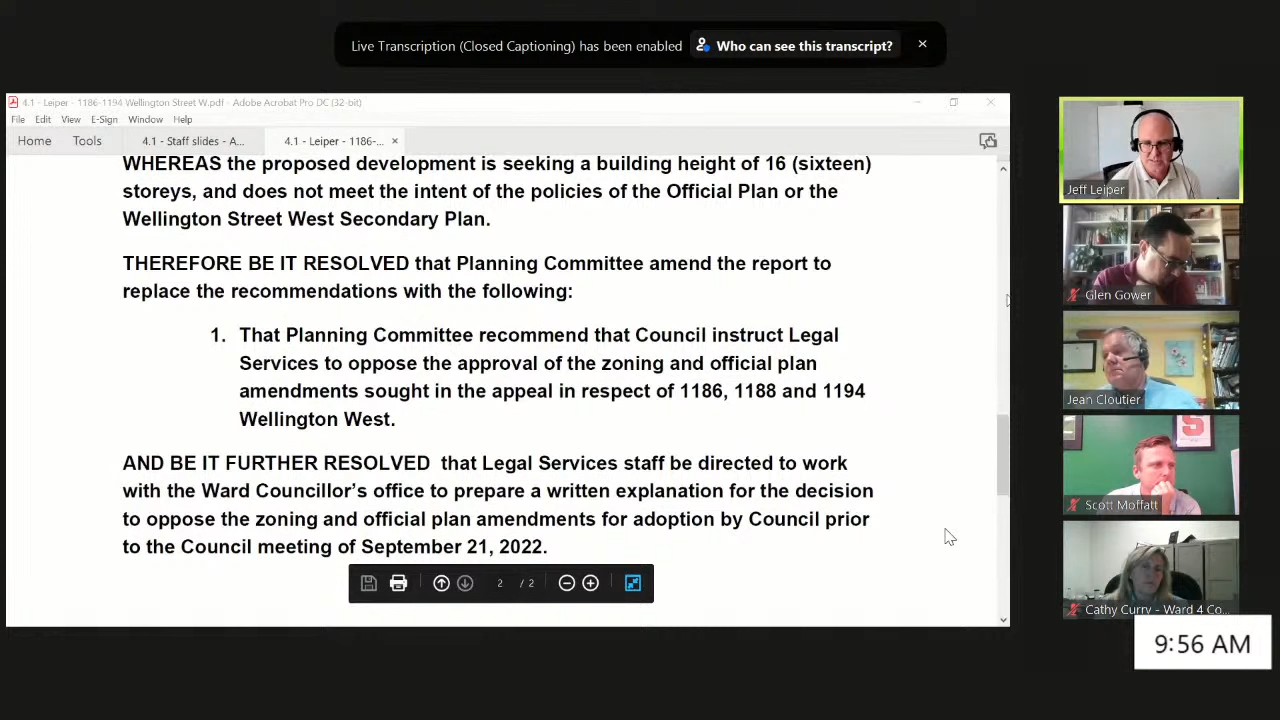 Live Transcription (Closed Captioning) has been enabled Who can see this transcript?
4.1 - Leiper - 1186-1194 Wellington Street W.pdf - Adobe Acrobat Pro DC (32-bit)
File Edit View E-Sign Window Help
Home Tools 4.1 - Staff slides - A... 4.1 - Leiper - 1186-...
WHEREAS the proposed development is seeking a building height of 16 (sixteen)
storeys, and does not meet the intent of the policies of the Official Plan or the
Wellington Street West Secondary Plan.
THEREFORE BE IT RESOLVED that Planning Committee amend the report to
replace the recommendations with the following:
1. That Planning Committee recommend that Council instruct Legal
Services to oppose the approval of the zoning and official plan
amendments sought in the appeal in respect of 1186, 1188 and 1194
Wellington West.
AND BE IT FURTHER RESOLVED that Legal Services staff be directed to work
with the Ward Councillor's office to prepare a written explanation for the decision
to oppose the zoning and official plan amendments for adoption by Council prior
to the Council meeting of September 21, 2022.
2 / 2
Jeff Leiper
Glen Gower
Jean Cloutier
S
Scott Moffatt
Cathy Curry - Ward 4 Co...
9:56 AM